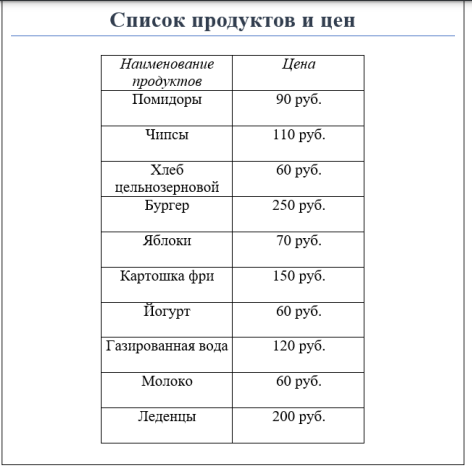 Список продуктов и цен
Наименование Цена
продуктов
Помидоры 90 руб.
Чипсы 110 руб.
Хлеб 60 руб.
цельнозерновой
Бургер 250 руб.
Яблоки 70 руб.
Картошка фри 150 руб.
Йогурт 60 руб.
Газированная вода 120 руб.
Молоко 60 руб.
Леденцы 200 руб.